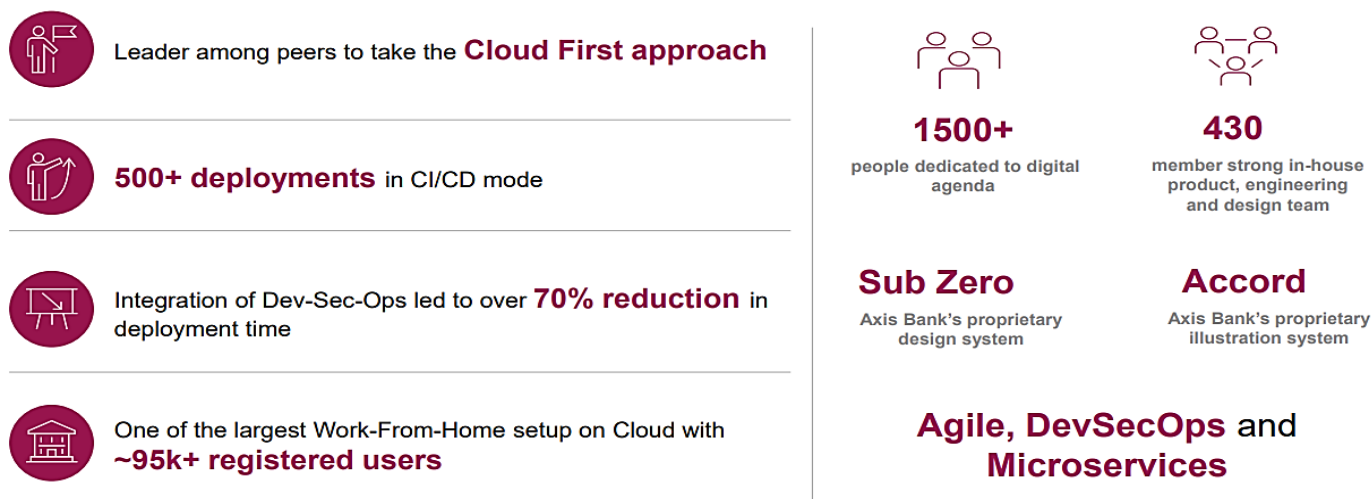 Leader among peers to take the Cloud First approach
500+ deployments in CI/CD mode
Integration of Dev-Sec-Ops led to over 70% reduction in
deployment time
One of the largest Work-From-Home setup on Cloud with
~95k+ registered users
1500+
people dedicated to digital
agenda
430
member strong in-house
product, engineering
and design team
Sub Zero
Axis Bank's proprietary
design system
Accord
Axis Bank's proprietary
illustration system
Agile, DevSecOps and
Microservices